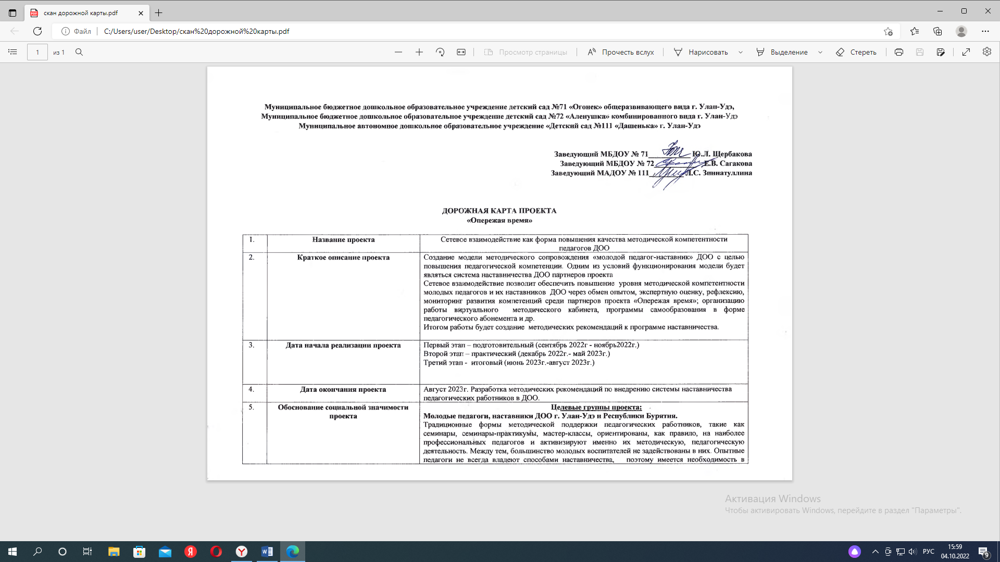 скан дорожной карты.pdf
Файл C:/Users/user/Desktop/скан%20дорожной%20карты.pdf
1 из 1 Просмотр страницы Прочесть вслух Нарисовать Выделение Стереть
Муниципальное бюджетное дошкольное образовательное учреждение детский сад №71 «Огонек» общеразвивающего вида г. Улан-Удэ,
Муниципальное бюджетное дошкольное образовательное учреждение детский сад №72 «Аленушка» комбинированного вида г. Улан-Удэ
Муниципальное автономное дошкольное образовательное учреждение «Детский сад №111 «Дашенька» г. Улан-Удэ
Заведующий МБДОУ № 71___________ Ю.Л. Щербакова
Заведующий МБДОУ № 72_____________Е.В. Сагакова
Заведующий МАДОУ № 111_________ Л.С. Зиннатуллина
ДОРОЖНАЯ КАРТА ПРОЕКТА
«Опережая время»
1. Название проекта Сетевое взаимодействие как форма повышения качества методической компетентности
педагогов ДОО
2. Краткое описание проекта Создание модели методического сопровождения «молодой педагог-наставник» ДОО с целью
повышения педагогической компетенции. Одним из условий функционирования модели будет
являться система наставничества ДОО партнеров проекта
Сетевое взаимодействие позволит обеспечить повышение уровня методической компетентности
молодых педагогов и их наставников ДОО через обмен опытом, экспертную оценку, рефлексию,
мониторинг развития компетенций среди партнеров проекта «Опережая время»; организацию
работы виртуального методического кабинета, программы самообразования в форме
педагогического абонемента и др.
Итогом работы будет создание методических рекомендаций к программе наставничества.
3. Дата начала реализации проекта Первый этап – подготовительный (сентябрь 2022г - ноябрь2022г.)
Второй этап – практический (декабрь 2022г.- май 2023г.)
Третий этап - итоговый (июнь 2023г.-август 2023г.)
4. Дата окончания проекта Август 2023г. Разработка методических рекомендаций по внедрению системы наставничества
педагогических работников в ДОО.
5. Обоснование социальной значимости Целевые группы проекта:
проекта Молодые педагоги, наставники ДОО г. Улан-Удэ и Республики Бурятия.
Традиционные формы методической поддержки педагогических работников, такие как
семинары, семинары-практикумы, мастер-классы, ориентированы, как правило, на наиболее
профессиональных педагогов и активизируют именно их методическую, педагогическую
деятельность. Между тем, большинство молодых воспитателей не задействованы в них. Опытные
педагоги не всегда владеют способами наставничества, поэтому имеется необходимость в
Активация Windows
Чтобы активировать Windows, перейдите в раздел "Параметры".
РУС 15:59
04.10.2022 9